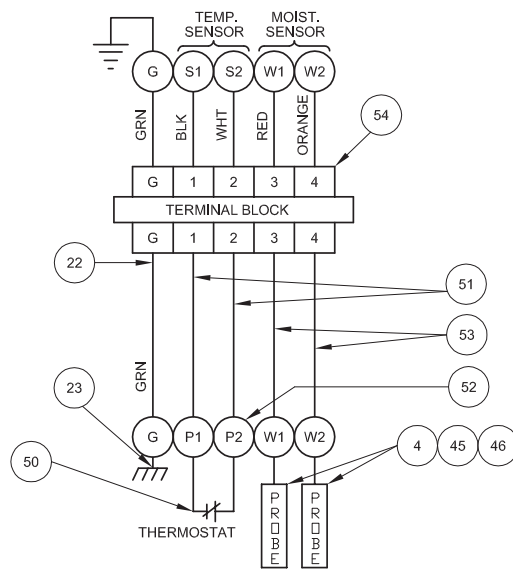 TEMP. SENSOR
MOIST. SENSOR
G S1 S2 W1 W2
GRN BLK WHT RED ORANGE
54
G 1 2 3 4
TERMINAL BLOCK
G 1 2 3 4
22
51
53
GRN
23
52
G P1 P2 W1 W2
50
4 45 46
THERMOSTAT
PROBE
PROBE